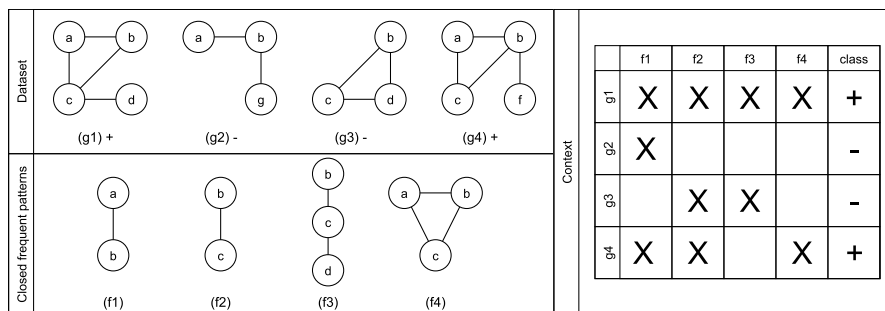 Dataset
a b
c d
(g1) +
a b
g
(g2) -
b
c d
(g3) -
a b
c f
(g4) +
Closed frequent patterns
a
b
(f1)
b
c
(f2)
b
c
d
(f3)
a b
c
(f4)
Context
f1 f2 f3 f4 class
g1 X X X X +
g2 X -
g3 X X -
g4 X X X +